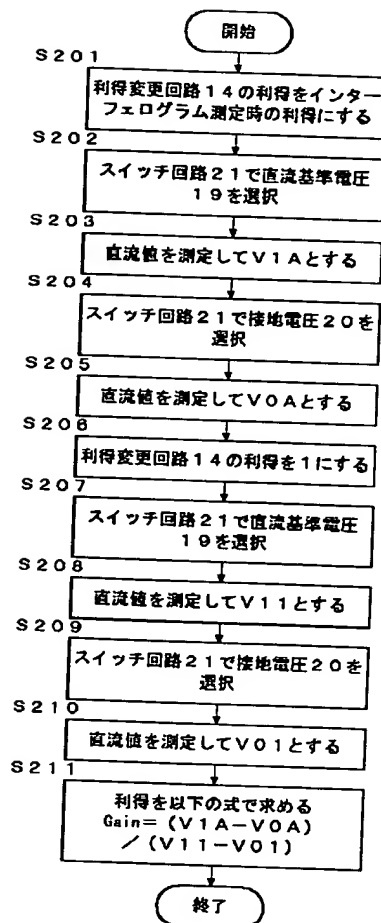 開始
S201
利得変更回路14の利得をインター
フェログラム測定時の利得にする
S202
スイッチ回路21で直流基準電圧
19を選択
S203
直流値を測定してV1Aとする
S204
スイッチ回路21で接地電圧20を
選択
S205
直流値を測定してV0Aとする
S206
利得変更回路14の利得を1にする
S207
スイッチ回路21で直流基準電圧
19を選択
S208
直流値を測定してV11とする
S209
スイッチ回路21で接地電圧20を
選択
S210
直流値を測定してV01とする
S211
利得を以下の式で求める
Gain=(V1A-V0A)
/(V11-V01)
終了